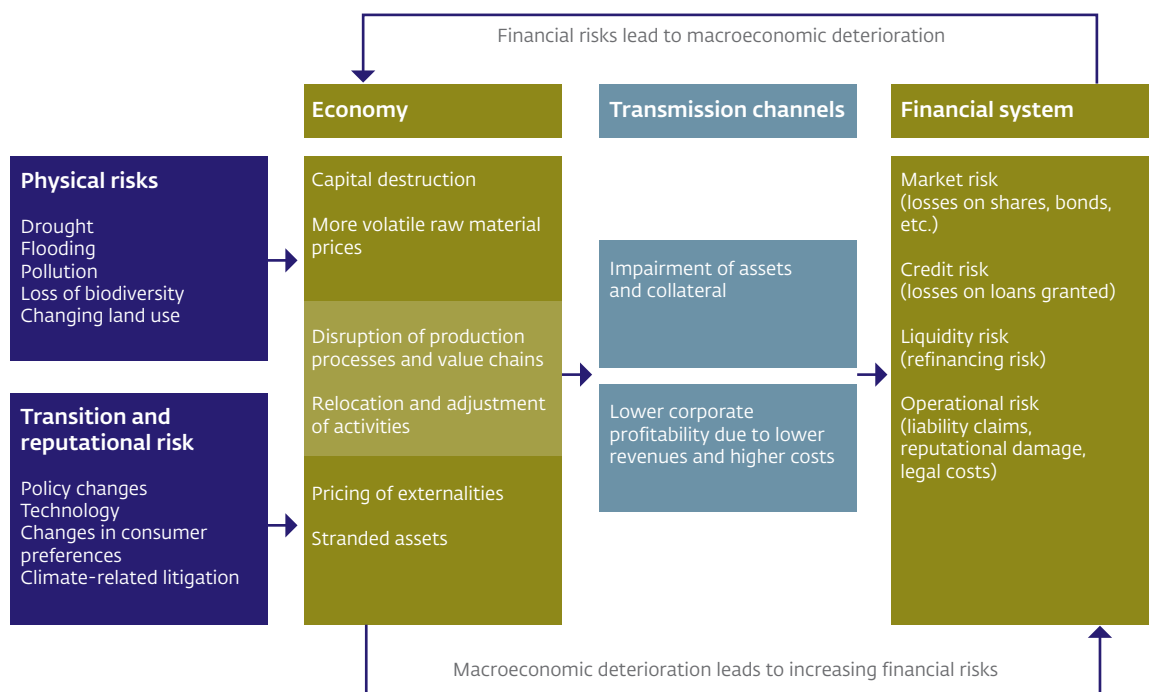 Financial risks lead to macroeconomic deterioration
Economy
Transmission channels
Financial system
Physical risks
Drought
Flooding
Pollution
Loss of biodiversity
Changing land use
Transition and
reputational risk
Policy changes
Technology
Changes in consumer
preferences
Climate-related litigation
Capital destruction
More volatile raw material
prices
Disruption of production
processes and value chains
Relocation and adjustment
of activities
Pricing of externalities
Stranded assets
Impairment of assets
and collateral
Lower corporate
profitability due to lower
revenues and higher costs
Market risk
(losses on shares, bonds,
etc.)
Credit risk
(losses on loans granted)
Liquidity risk
(refinancing risk)
Operational risk
(liability claims,
reputational damage,
legal costs)
Macroeconomic deterioration leads to increasing financial risks